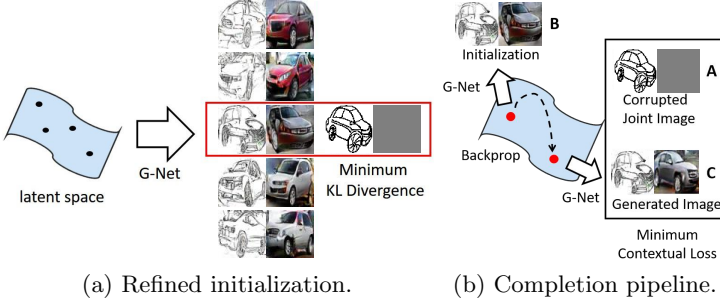 latent space
G-Net
Minimum
KL Divergence
(a) Refined initialization.
B
Initialization
G-Net
Backprop
G-Net
A
Corrupted
Joint Image
C
Generated Image
Minimum
Contextual Loss
(b) Completion pipeline.